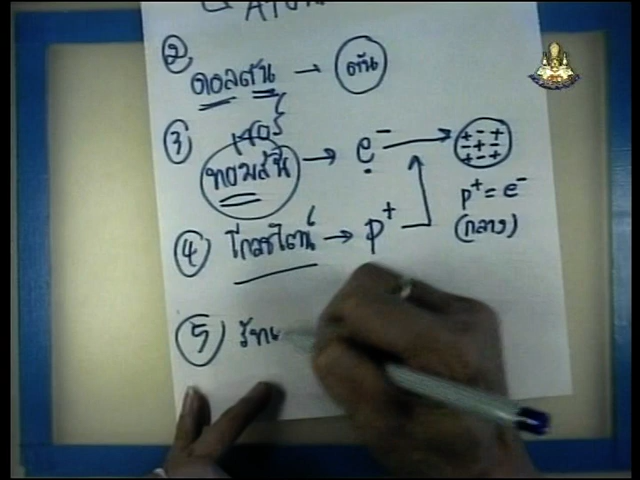 ATOM
② ดอลตัน → ตัน
③ ทอมสัน → e⁻ → + - + - + - + - +
p⁺ = e⁻
(กลาง)
④ โกลด์ไตน์ → p⁺
⑤ รัท